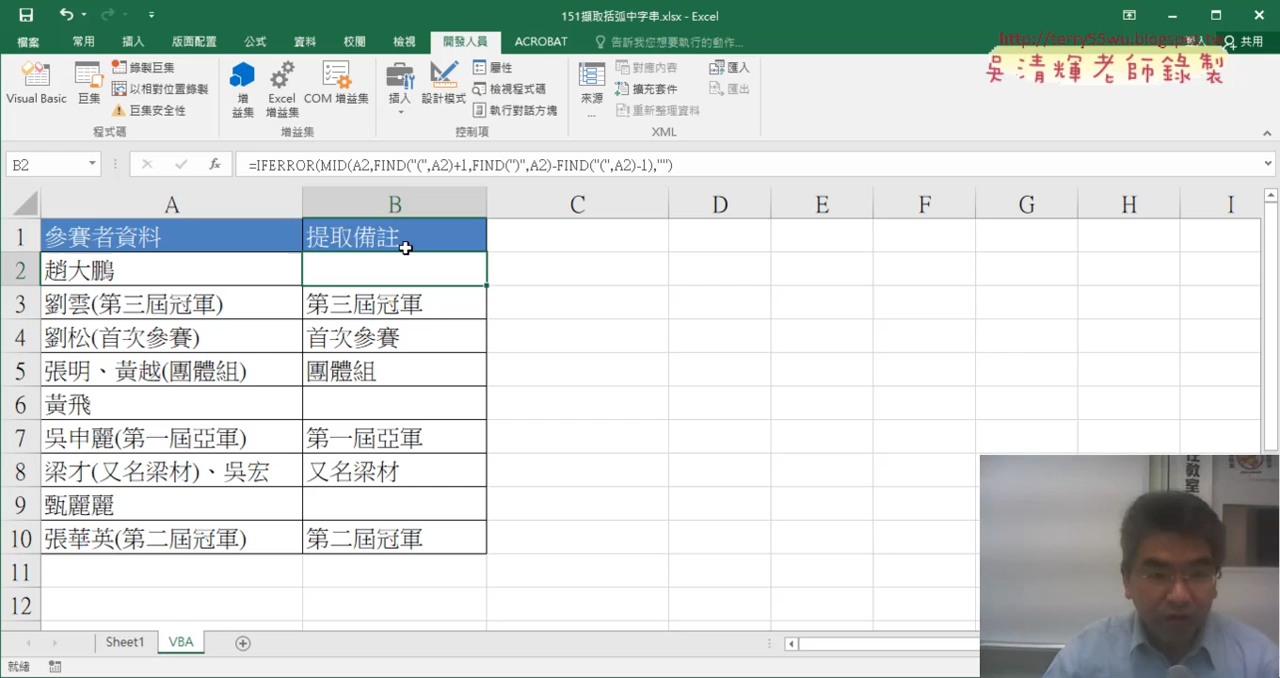 151擷取括弧中字串.xlsx - Excel
檔案 常用 插入 版面配置 公式 資料 校閱 檢視 開發人員 ACROBAT 告訴我您想要執行的動作... 登入 共用
http://terry55wu.blogspot.tw
吳清輝老師錄製
Visual Basic 巨集 錄製巨集 以相對位置錄製 巨集安全性
增益集 Excel 增益集 COM 增益集
插入 設計模式 屬性 檢視程式碼 執行對話方塊
來源... 對應內容 擴充套件 重新整理資料 匯入 匯出
程式碼 增益集 控制項 XML
B2 fx =IFERROR(MID(A2,FIND("(",A2)+1,FIND(")",A2)-FIND("(",A2)-1),"")
A B C D E F G H I
1 參賽者資料 提取備註
2 趙大鵬
3 劉雲(第三屆冠軍) 第三屆冠軍
4 劉松(首次參賽) 首次參賽
5 張明、黃越(團體組) 團體組
6 黃飛
7 吳申麗(第一屆亞軍) 第一屆亞軍
8 梁才(又名梁材)、吳宏 又名梁材
9 甄麗麗
10 張華英(第二屆冠軍) 第二屆冠軍
11
12
Sheet1 VBA
就緒